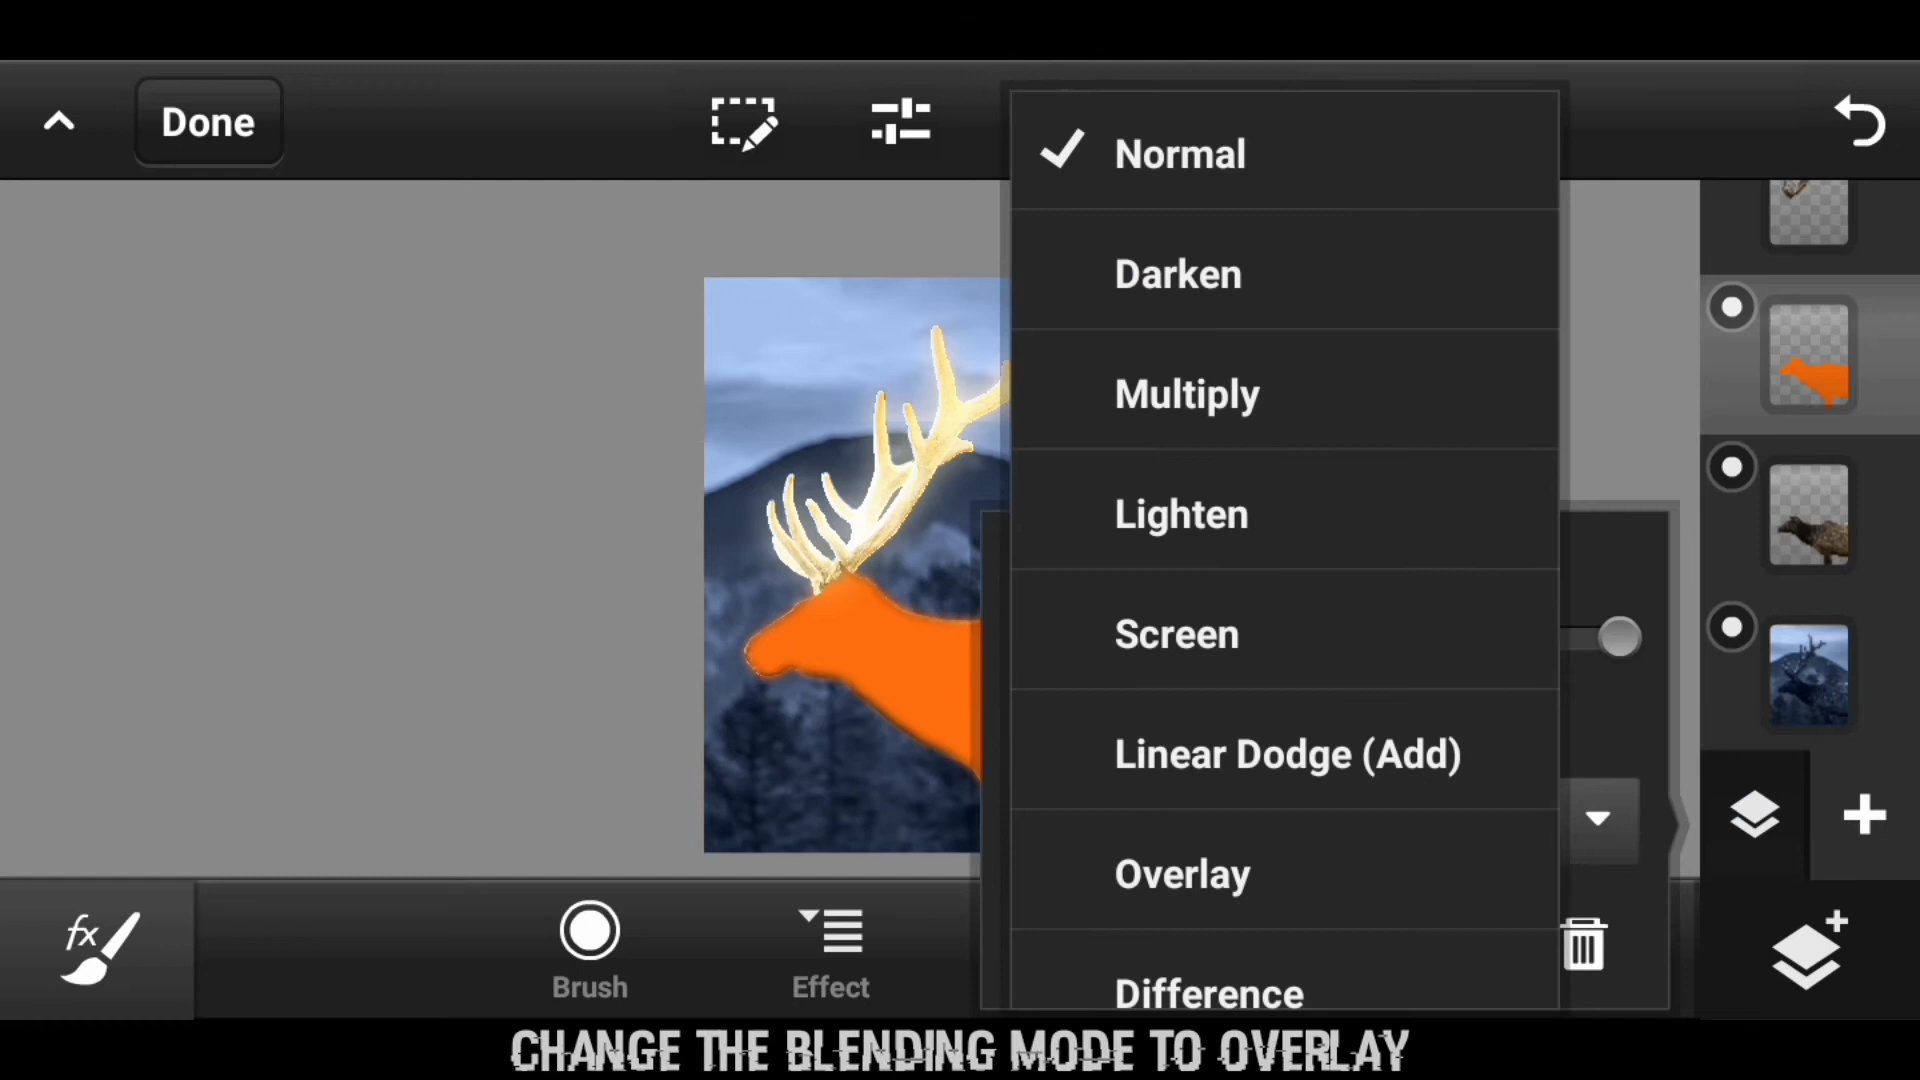 Done
Normal
Darken
Multiply
Lighten
Screen
Linear Dodge (Add)
Overlay
Difference
fx
Brush
Effect
CHANGE THE BLENDING MODE TO OVERLAY